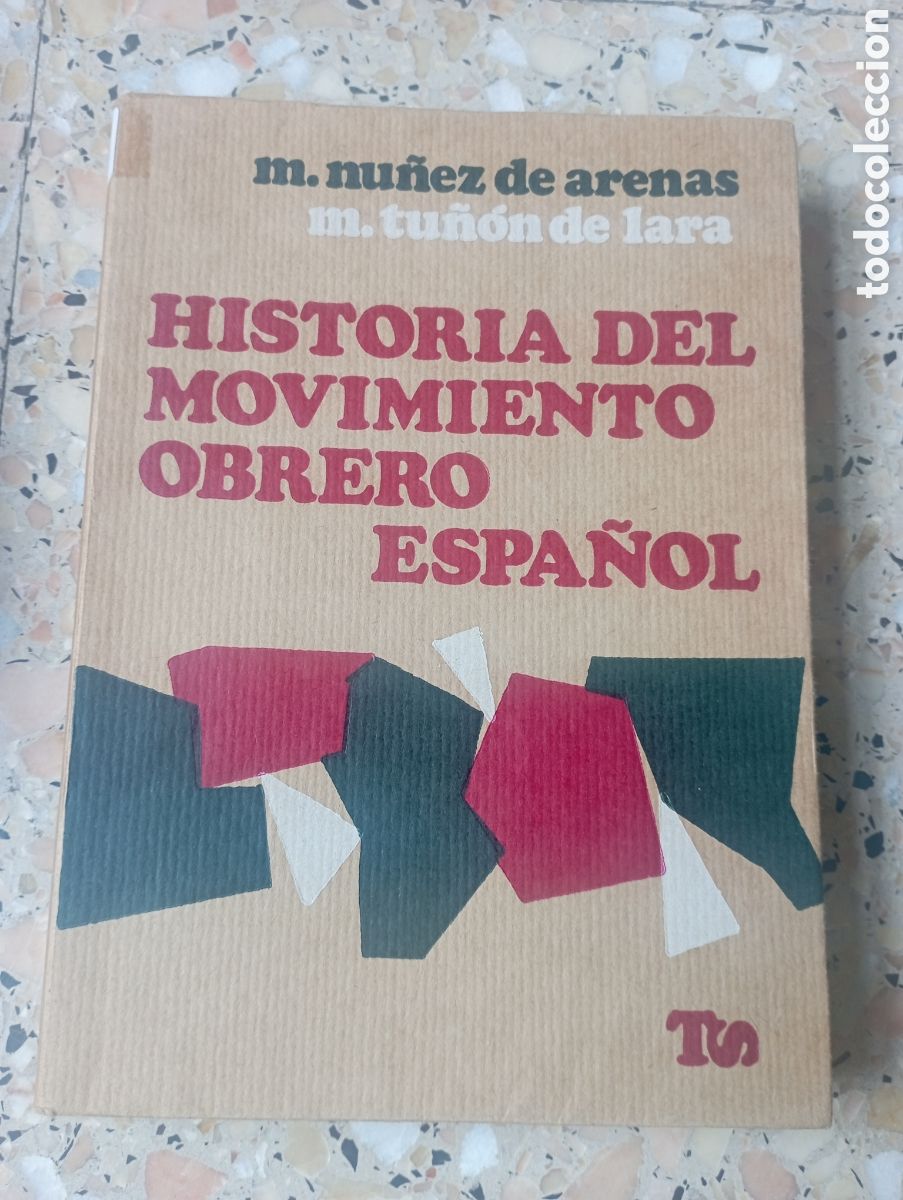 m. nuñez de arenas
m. tuñón de lara
HISTORIA DEL
MOVIMIENTO
OBRERO
ESPAÑOL
TS
todocoleccion